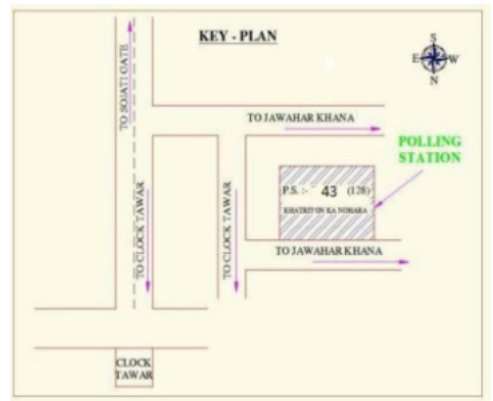 KEY - PLAN
S
E W
N
TO SOJATI GATE
TO JAWAHAR KHANA
POLLING
STATION
P.S. :- 43 (128)
KHATRIYON KA NOHARA
TO CLOCK TAWAR
TO CLOCK TAWAR
TO JAWAHAR KHANA
CLOCK
TAWAR